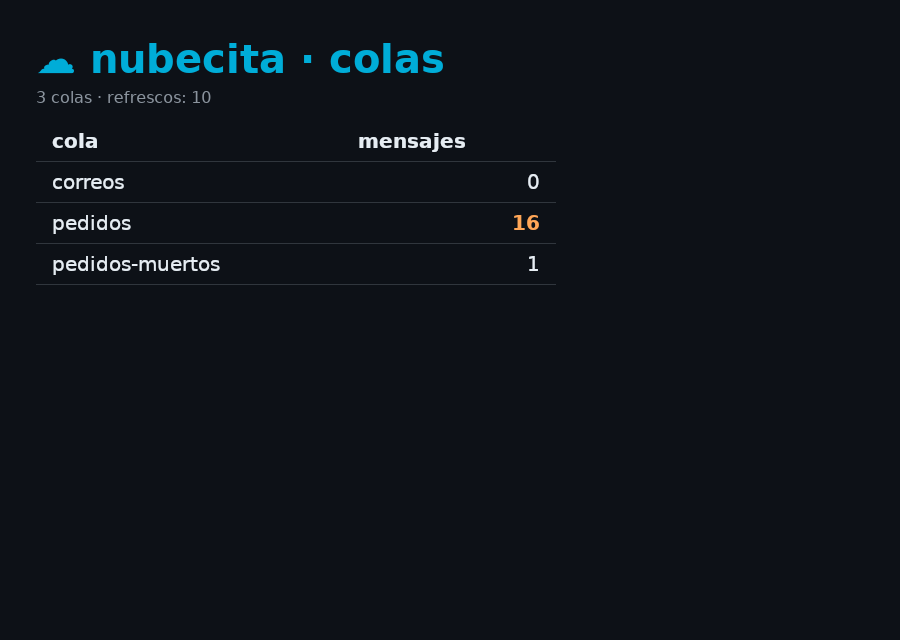 ☁ nubecita · colas
3 colas · refrescos: 10
cola mensajes
correos 0
pedidos 16
pedidos-muertos 1